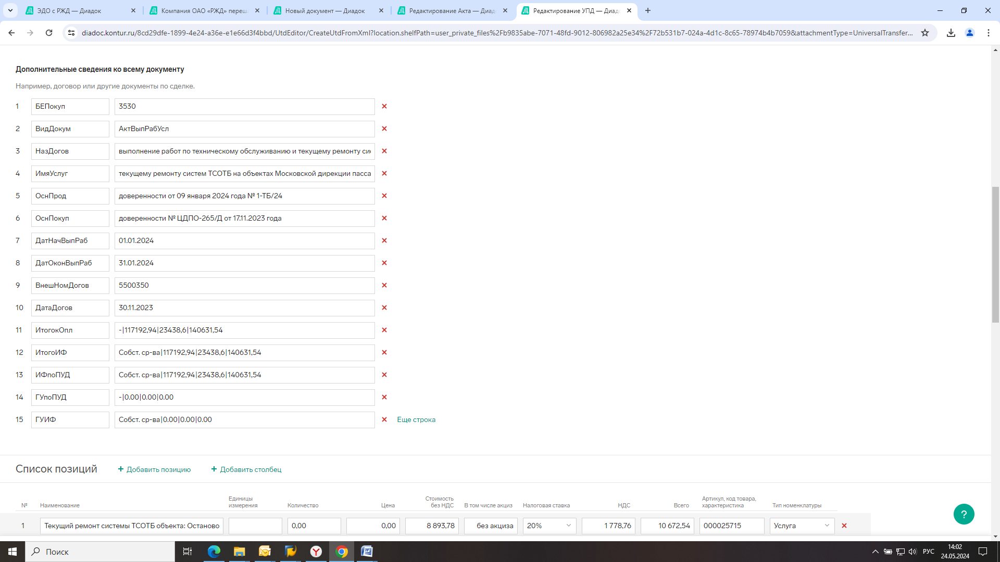 ЭДО с РЖД — Диадок
Компания ОАО «РЖД» переш
Новый документ — Диадок
Редактирование Акта — Диад
Редактирование УПД — Диад
diadoc.kontur.ru/8cd29dfe-1899-4e24-a36e-e1e66d3f4bbd/UtdEditor/CreateUtdFromXml?location.shelfPath=user_private_files%2Fb9835abe-7071-48fd-9012-806982a25e34%2F72b531b7-024a-4d1c-8c65-78974b4b7059&attachmentType=UniversalTransfer...
Дополнительные сведения ко всему документу
Например, договор или другие документы по сделке.
1 БЕПокуп 3530
2 ВидДокум АктВыпРабУсл
3 НазДогов выполнение работ по техническому обслуживанию и текущему ремонту сис
4 ИмяУслуг текущему ремонту систем ТСОТБ на объектах Московской дирекции пасса
5 ОснПрод доверенности от 09 января 2024 года № 1-ТБ/24
6 ОснПокуп доверенности № ЦДПО-265/Д от 17.11.2023 года
7 ДатНачВыпРаб 01.01.2024
8 ДатОконВыпРаб 31.01.2024
9 ВнешНомДогов 5500350
10 ДатаДогов 30.11.2023
11 ИтогокОпл -|117192,94|23438,6|140631,54
12 ИтогоИФ Собст. ср-ва|117192,94|23438,6|140631,54
13 ИФпоПУД Собст. ср-ва|117192,94|23438,6|140631,54
14 ГУпоПУД -|0.00|0.00|0.00
15 ГУИФ Собст. ср-ва|0.00|0.00|0.00 Еще строка
Список позиций + Добавить позицию + Добавить столбец
№ Наименование Единицы измерения Количество Цена Стоимость без НДС В том числе акциз Налоговая ставка НДС Всего Артикул, код товара, характеристика Тип номенклатуры
1 Текущий ремонт системы ТСОТБ объекта: Останово 0,00 0,00 8 893,78 без акциза 20% 1 778,76 10 672,54 000025715 Услуга
?
Поиск
РУС
14:02
24.05.2024